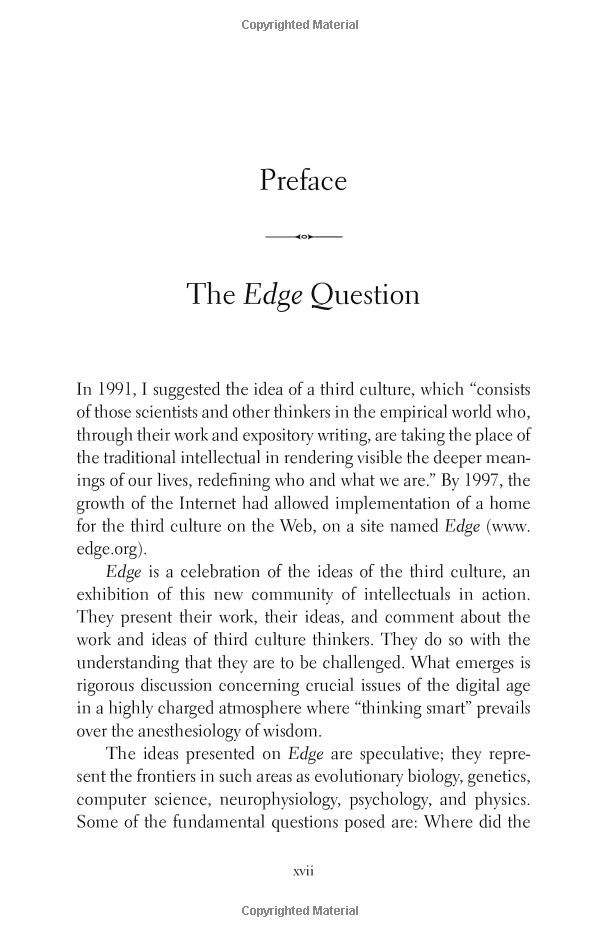 Copyrighted Material
Preface
The Edge Question
In 1991, I suggested the idea of a third culture, which “consists
of those scientists and other thinkers in the empirical world who,
through their work and expository writing, are taking the place of
the traditional intellectual in rendering visible the deeper mean-
ings of our lives, redefining who and what we are.” By 1997, the
growth of the Internet had allowed implementation of a home
for the third culture on the Web, on a site named Edge (www.
edge.org).
Edge is a celebration of the ideas of the third culture, an
exhibition of this new community of intellectuals in action.
They present their work, their ideas, and comment about the
work and ideas of third culture thinkers. They do so with the
understanding that they are to be challenged. What emerges is
rigorous discussion concerning crucial issues of the digital age
in a highly charged atmosphere where “thinking smart” prevails
over the anesthesiology of wisdom.
The ideas presented on Edge are speculative; they repre-
sent the frontiers in such areas as evolutionary biology, genetics,
computer science, neurophysiology, psychology, and physics.
Some of the fundamental questions posed are: Where did the
xvii
Copyrighted Material